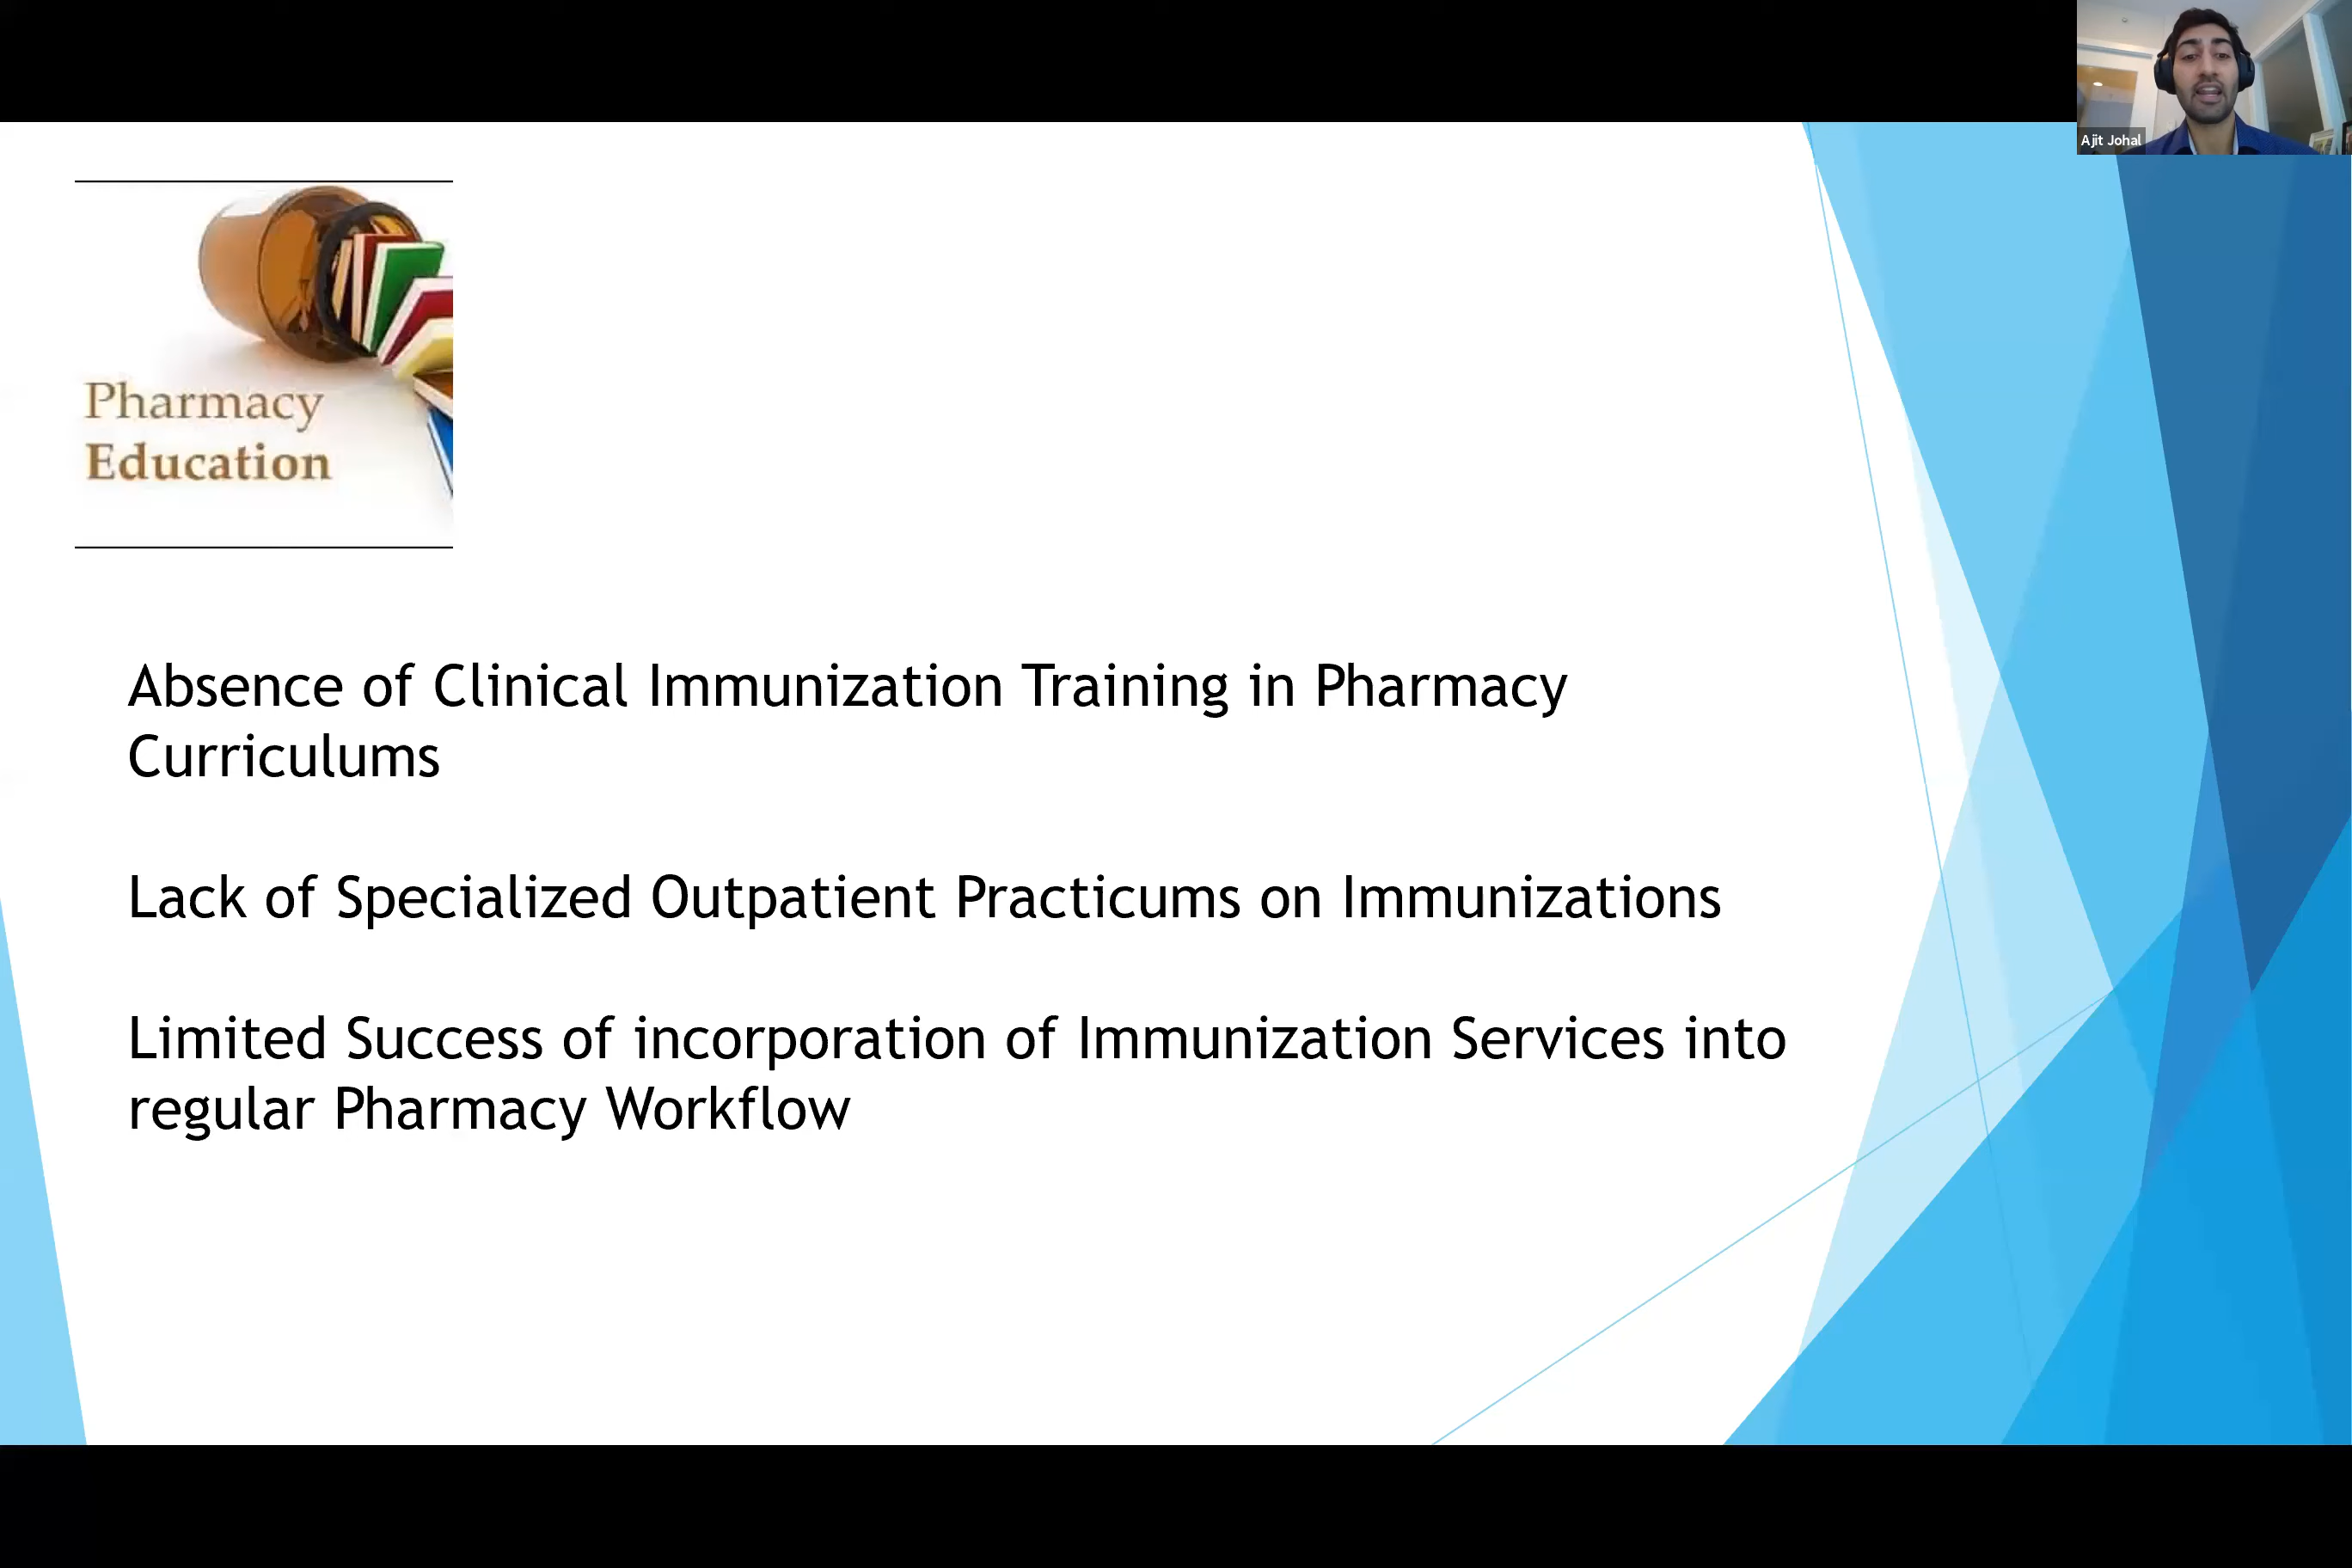 Ajit Johal
Pharmacy
Education
Absence of Clinical Immunization Training in Pharmacy
Curriculums
Lack of Specialized Outpatient Practicums on Immunizations
Limited Success of incorporation of Immunization Services into
regular Pharmacy Workflow